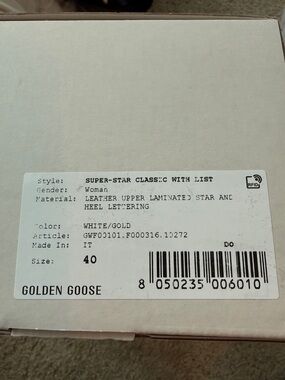 Style: SUPER-STAR CLASSIC WITH LIST
Gender: Woman
Material: LEATHER UPPER LAMINATED STAR AND
HEEL LETTERING
Color: WHITE/GOLD
Article: GWF00101.F000316.10272
Made In: IT
DO
Size: 40
GOLDEN GOOSE
8 050235 006010